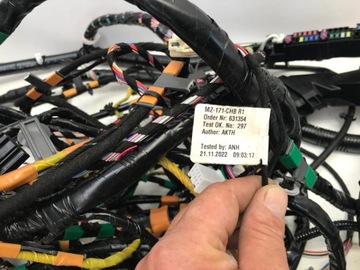 MZ-171-CHB R1
Order Nr: 631354
Test OK. No: 297
Author: AKTH
Tested by: ANH
21.11.2022 09:03:17